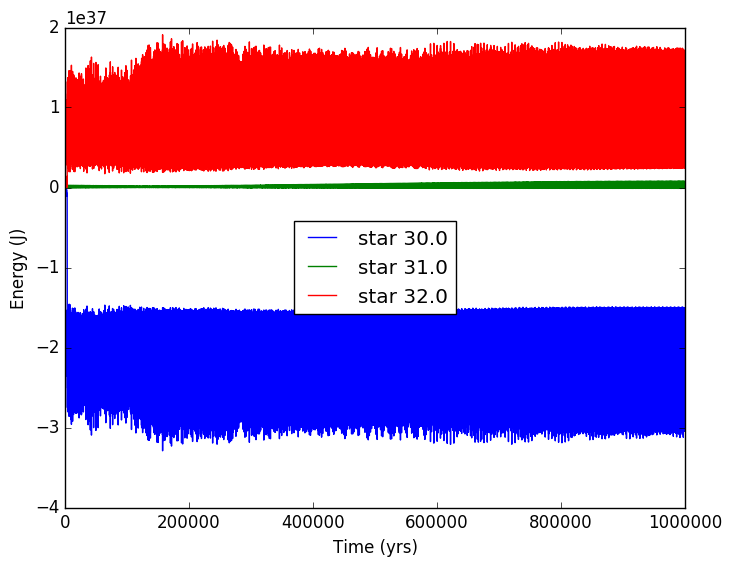 1e37
2
1
0
−1
−2
−3
−4
Energy (J)
star 30.0
star 31.0
star 32.0
0 200000 400000 600000 800000 1000000
Time (yrs)